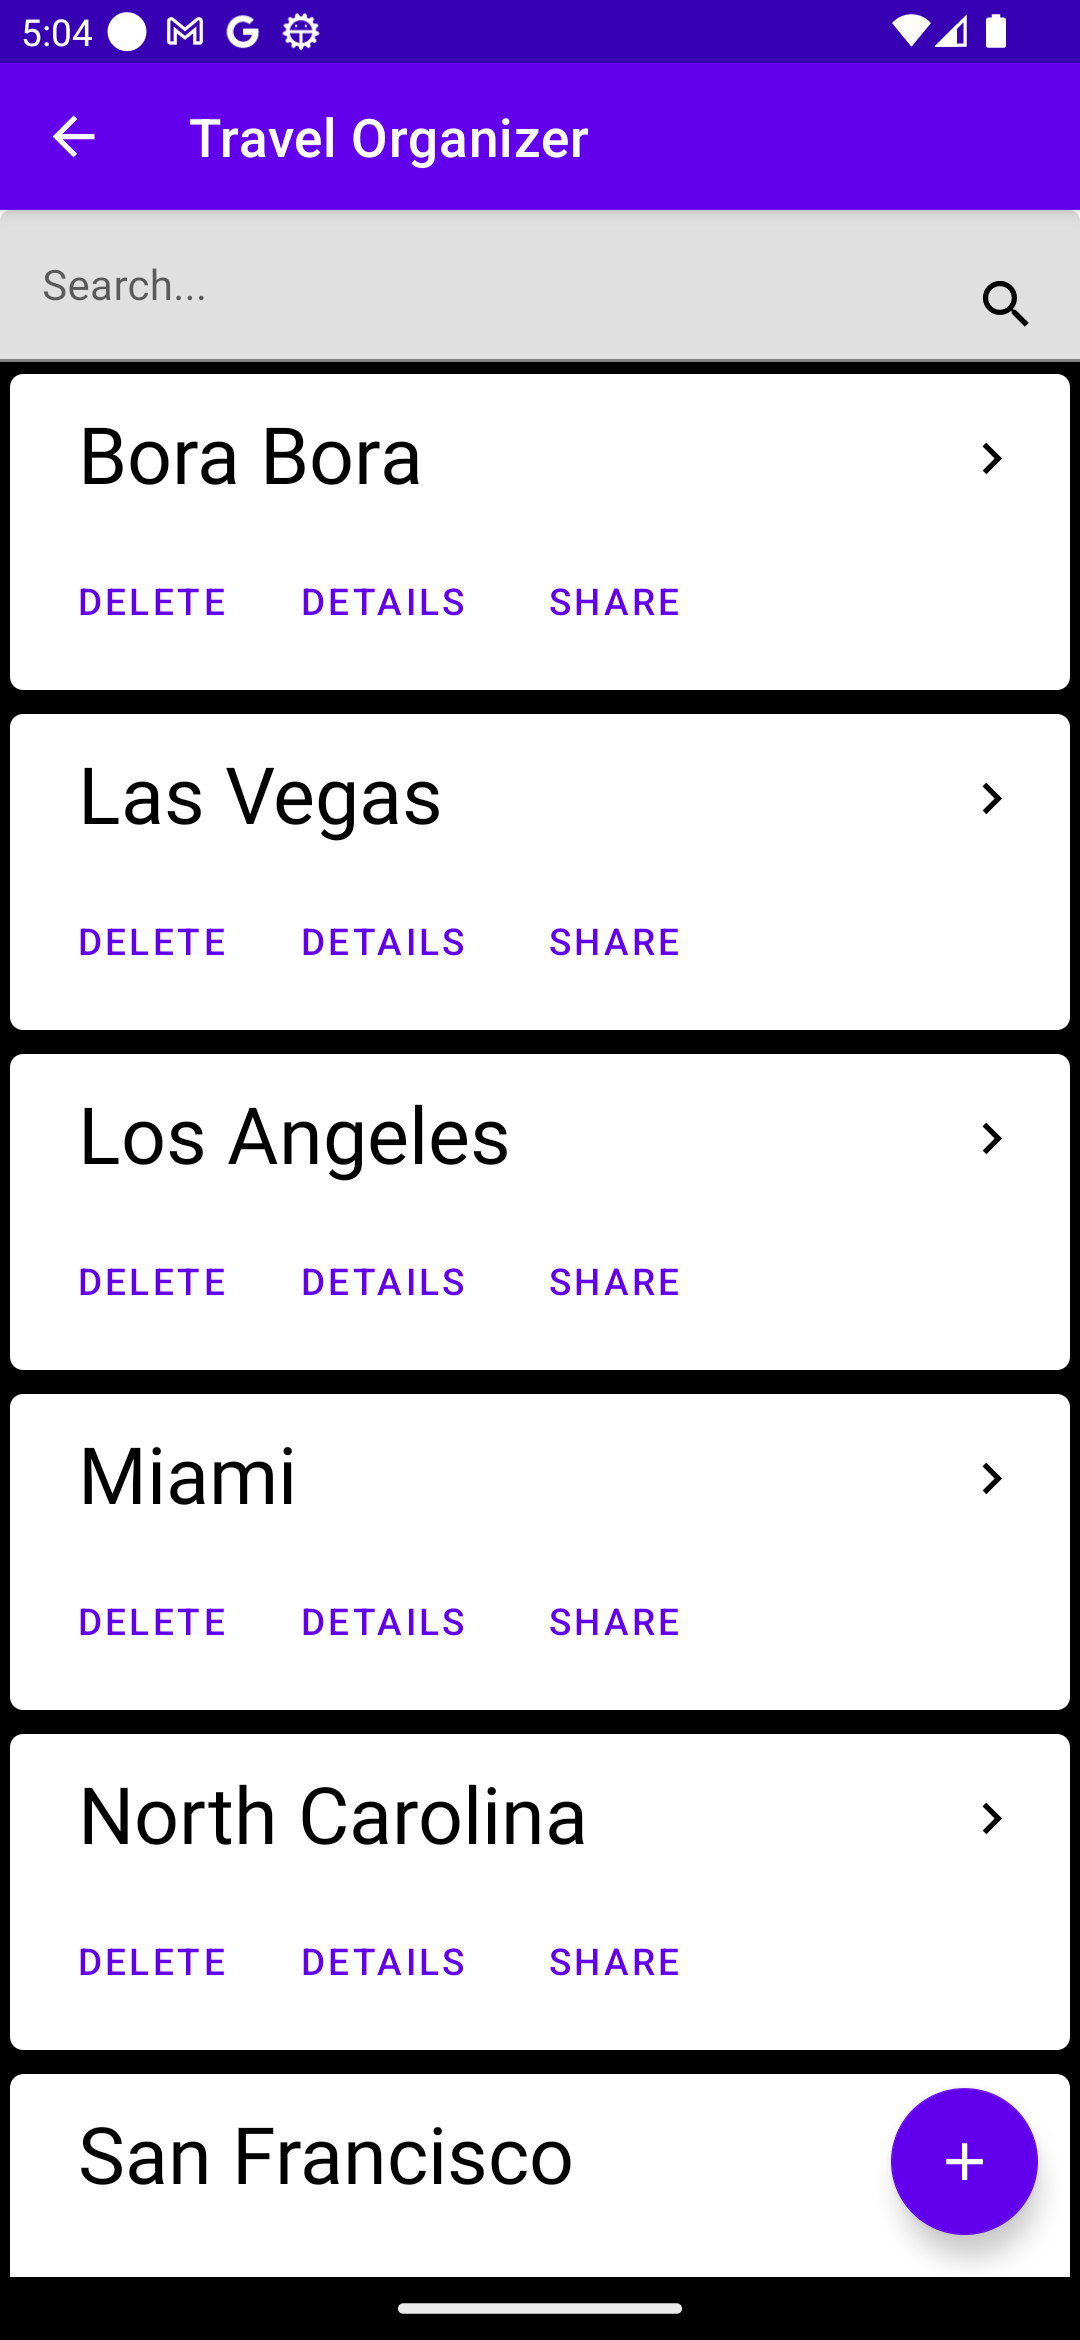 5:04
Travel Organizer
Search...
Bora Bora
DELETE DETAILS SHARE
Las Vegas
DELETE DETAILS SHARE
Los Angeles
DELETE DETAILS SHARE
Miami
DELETE DETAILS SHARE
North Carolina
DELETE DETAILS SHARE
San Francisco